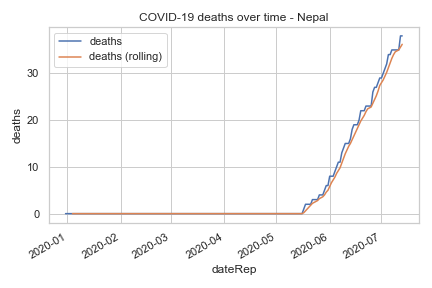 COVID-19 deaths over time - Nepal
deaths
deaths (rolling)
deaths
30
20
10
0
2020-01
2020-02
2020-03
2020-04
2020-05
2020-06
2020-07
dateRep